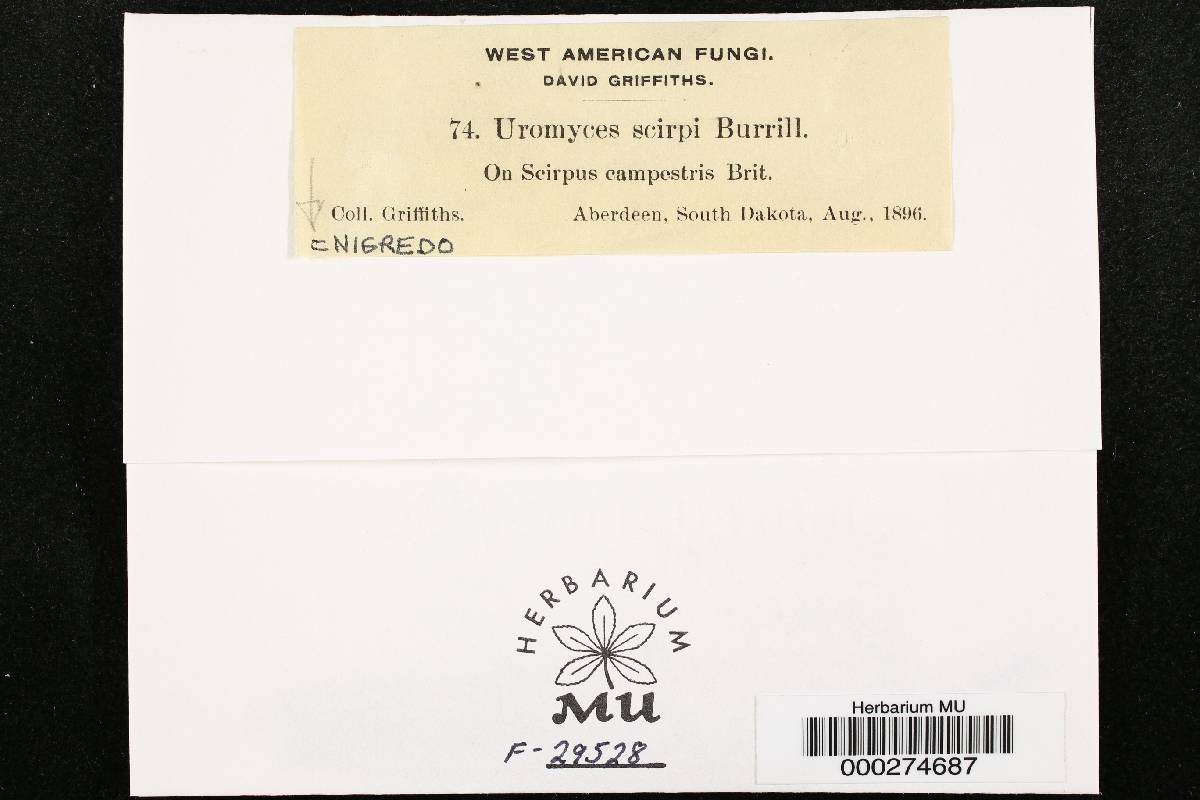 WEST AMERICAN FUNGI.
DAVID GRIFFITHS.
74. Uromyces scirpi Burrill.
On Scirpus campestris Brit.
Coll. Griffiths. Aberdeen, South Dakota, Aug., 1896.
= NIGREDO
HERBARIUM
MU
F-29528
Herbarium MU
000274687